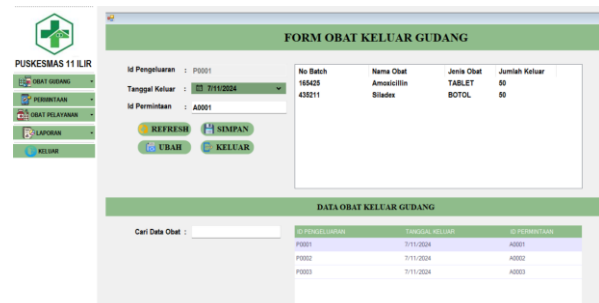 FORM OBAT KELUAR GUDANG
PUSKESMAS 11 ILIR
OBAT GUDANG
PERMINTAAN
OBAT PELAYANAN
LAPORAN
KELUAR
Id Pengeluaran : P0001
Tanggal Keluar : 7/11/2024
Id Permintaan : A0001
REFRESH SIMPAN
UBAH KELUAR
No Batch Nama Obat Jenis Obat Jumlah Keluar
165425 Amoxicillin TABLET 50
435211 Siladex BOTOL 50
DATA OBAT KELUAR GUDANG
Cari Data Obat :
ID PENGELUARAN TANGGAL KELUAR ID PERMINTAAN
P0001 7/11/2024 A0001
P0002 7/11/2024 A0002
P0003 7/11/2024 A0003